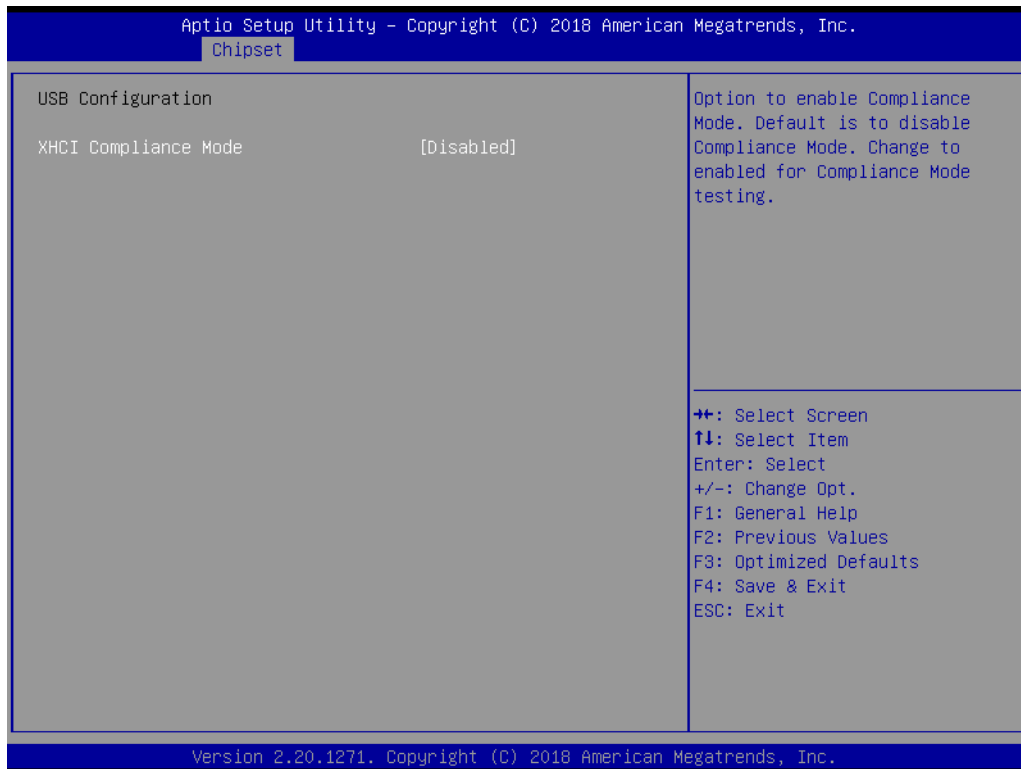 Aptio Setup Utility – Copyright (C) 2018 American Megatrends, Inc.
Chipset
USB Configuration
XHCI Compliance Mode [Disabled]
Option to enable Compliance
Mode. Default is to disable
Compliance Mode. Change to
enabled for Compliance Mode
testing.
→←: Select Screen
↑↓: Select Item
Enter: Select
+/-: Change Opt.
F1: General Help
F2: Previous Values
F3: Optimized Defaults
F4: Save & Exit
ESC: Exit
Version 2.20.1271. Copyright (C) 2018 American Megatrends, Inc.